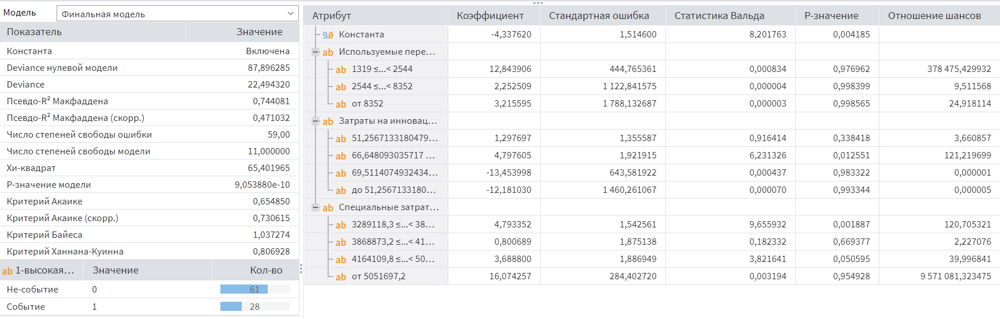 Модель Финальная модель
Показатель Значение
Константа Включена
Deviance нулевой модели 87,896285
Deviance 22,494320
Псевдо-R² Макфаддена 0,744081
Псевдо-R² Макфаддена (скорр.) 0,471032
Число степеней свободы ошибки 59,00
Число степеней свободы модели 11,000000
Хи-квадрат 65,401965
P-значение модели 9,053880e-10
Критерий Акаике 0,654850
Критерий Акаике (скорр.) 0,730615
Критерий Байеса 1,037274
Критерий Ханнана-Куинна 0,806928
ab 1-высокая... Значение Кол-во
Не-событие 0 61
Событие 1 28
Атрибут Коэффициент Стандартная ошибка Статистика Вальда P-значение Отношение шансов
9.0 Константа -4,337620 1,514600 8,201763 0,004185
ab Используемые пере...
ab 1319 ≤...< 2544 12,843906 444,765361 0,000834 0,976962 378 475,429932
ab 2544 ≤...< 8352 2,252509 1 122,841575 0,000004 0,998399 9,511568
ab от 8352 3,215595 1 788,132687 0,000003 0,998565 24,918114
ab Затраты на инновац...
ab 51,2567133180479... 1,297697 1,355587 0,916414 0,338418 3,660857
ab 66,648093035717 ... 4,797605 1,921915 6,231326 0,012551 121,219699
ab 69,5114074932434... -13,453998 643,581922 0,000437 0,983322 0,000001
ab до 51,2567133180... -12,181030 1 460,261067 0,000070 0,993344 0,000005
ab Специальные затрат...
ab 3289118,3 ≤...< 38... 4,793352 1,542561 9,655932 0,001887 120,705321
ab 3868873,2 ≤...< 41... 0,800689 1,875138 0,182332 0,669377 2,227076
ab 4164109,8 ≤...< 50... 3,688800 1,886949 3,821641 0,050595 39,996841
ab от 5051697,2 16,074257 284,402720 0,003194 0,954928 9 571 081,323475